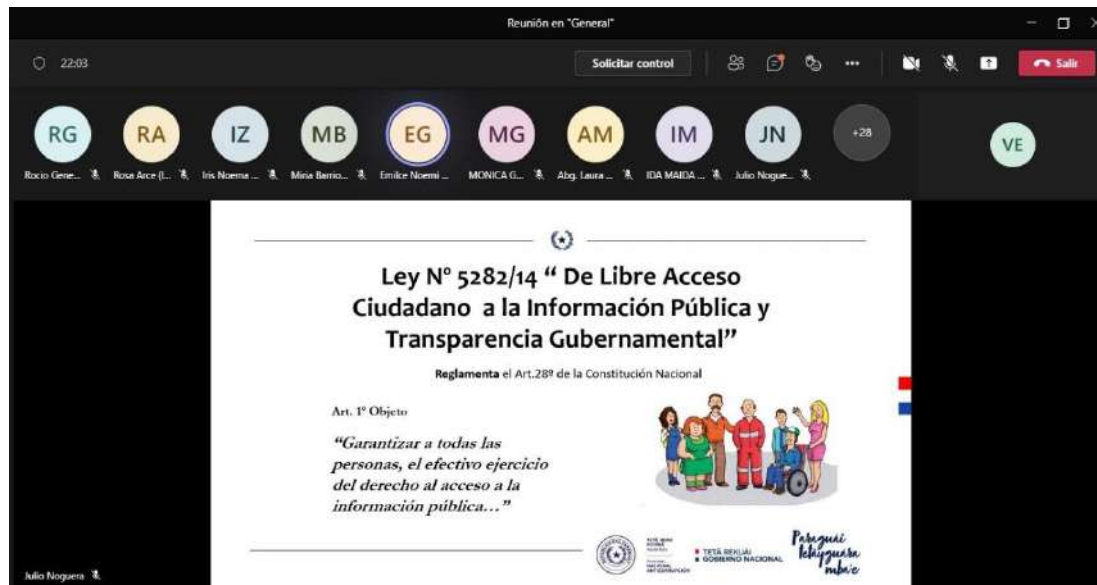 Reunión en "General"
22:03
Solicitar control
Salir
RG
RA
IZ
MB
EG
MG
AM
IM
JN
+28
VE
Rocio Gene...
Rosa Arce (I...
Iris Noema ...
Miria Barrio...
Emilce Noemi ...
MONICA G...
Abg. Laura ...
IDA MAIDA ...
Julio Nogue...
Ley Nº 5282/14 “ De Libre Acceso
Ciudadano a la Información Pública y
Transparencia Gubernamental”
Reglamenta el Art.28º de la Constitución Nacional
Art. 1º Objeto
“Garantizar a todas las
personas, el efectivo ejercicio
del derecho al acceso a la
información pública…”
TETÃ REKUÁI
GOBIERNO NACIONAL
Paraguái
tetãyguára
mba'e
Julio Noguera